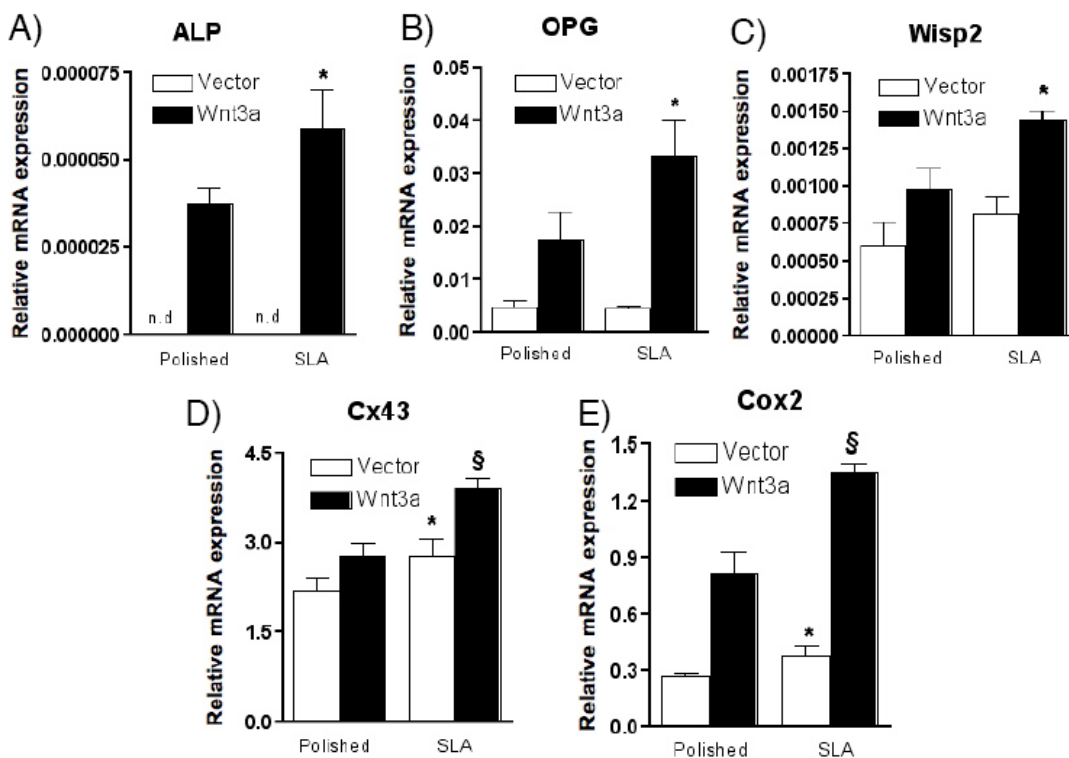 A)
ALP
Relative mRNA expression
0.000075
0.000050
0.000025
0.000000
Vector
Wnt3a
*
n.d
n.d
Polished
SLA
B)
OPG
Relative mRNA expression
0.05
0.04
0.03
0.02
0.01
0.00
Vector
Wnt3a
*
Polished
SLA
C)
Wisp2
Relative mRNA expression
0.00175
0.00150
0.00125
0.00100
0.00075
0.00050
0.00025
0.00000
Vector
Wnt3a
*
Polished
SLA
D)
Cx43
Relative mRNA expression
4.5
3.0
1.5
0.0
Vector
Wnt3a
*
§
Polished
SLA
E)
Cox2
Relative mRNA expression
1.5
1.2
0.9
0.6
0.3
0.0
Vector
Wnt3a
*
§
Polished
SLA